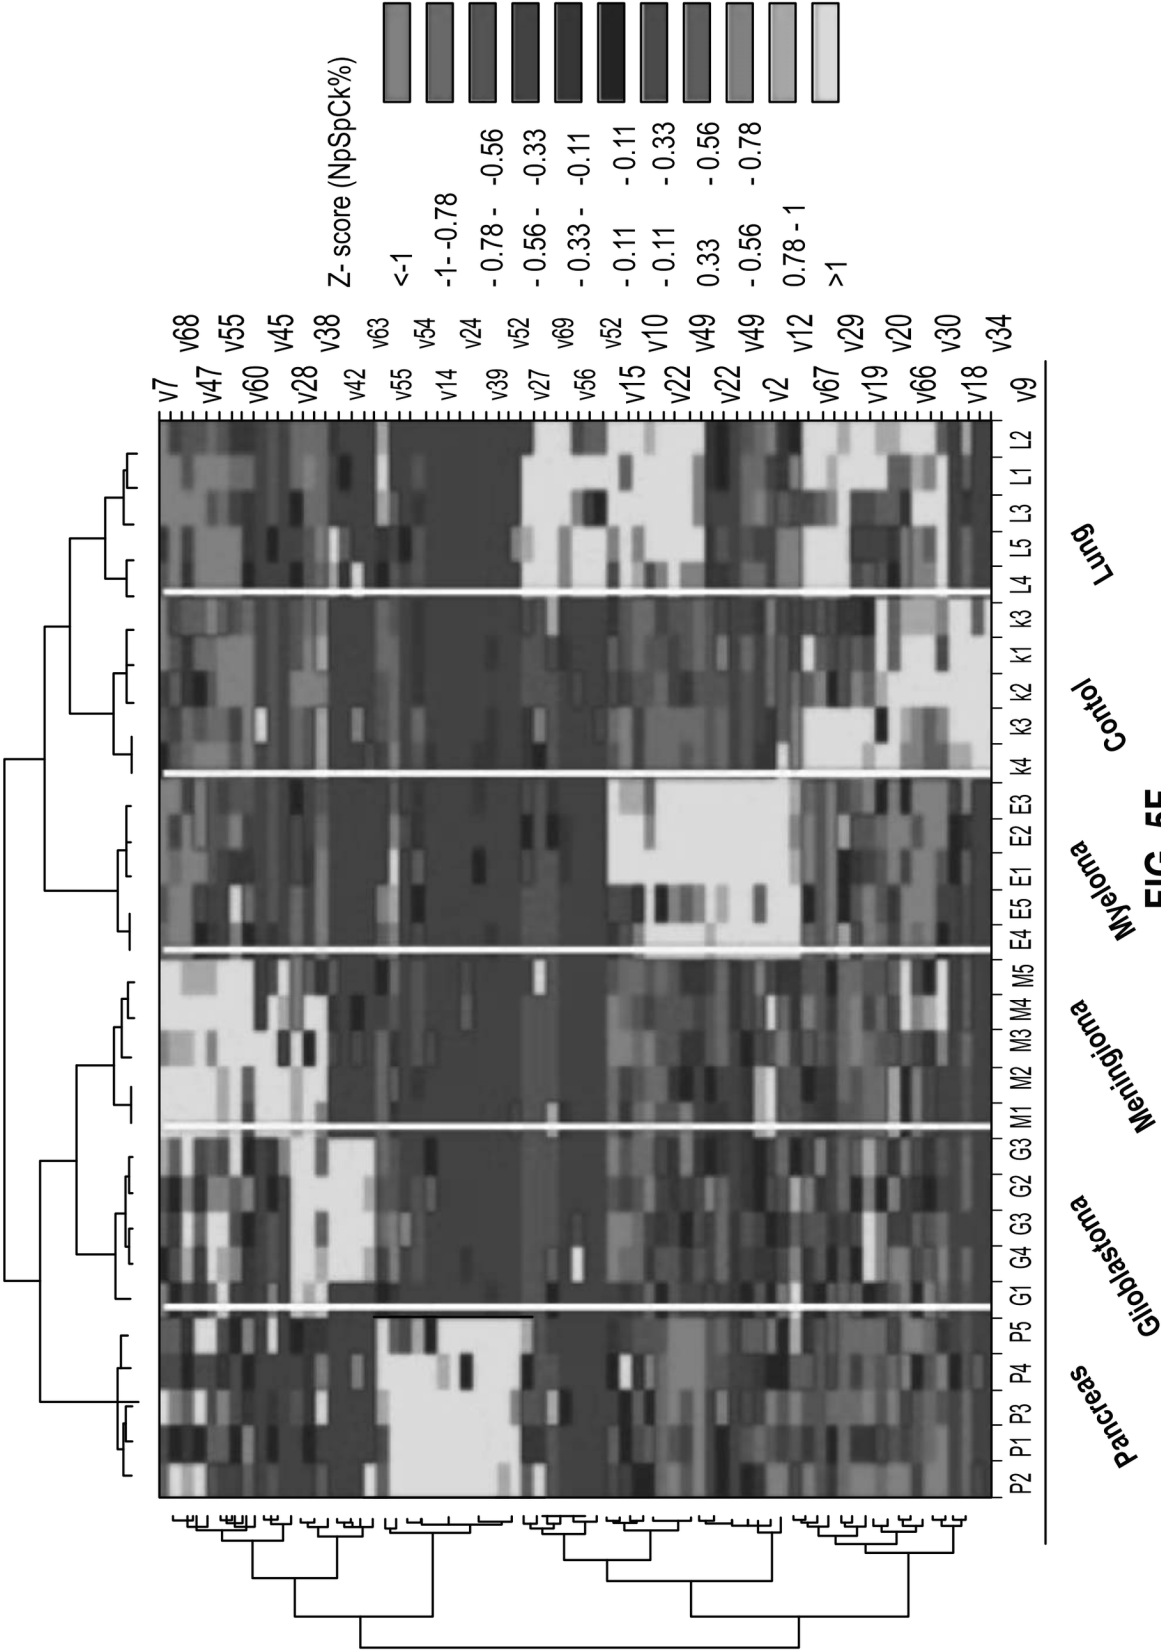 Z- score (NpSpCk%)
<-1
-1- -0.78
- 0.78 - -0.56
- 0.56 - -0.33
- 0.33 - -0.11
- 0.11 - 0.11
- 0.11 - 0.33
0.33 - 0.56
- 0.56 - 0.78
0.78 - 1
>1
v68 v55 v45 v38 v63 v54 v24 v52 v69 v52 v10 v49 v49 v12 v29 v20 v30 v34
v7 v47 v60 v28 v42 v55 v14 v39 v27 v56 v15 v22 v22 v2 v67 v19 v66 v18 v9
P2 P1 P3 P4 P5 G1 G4 G3 G2 G3 M1 M2 M3 M4 M5 E4 E5 E1 E2 E3 K4 k3 k2 k1 K3 L4 L5 L3 L1 L2
Pancreas Glioblastoma Meningioma Myeloma Contol Lung
FIG. 5E